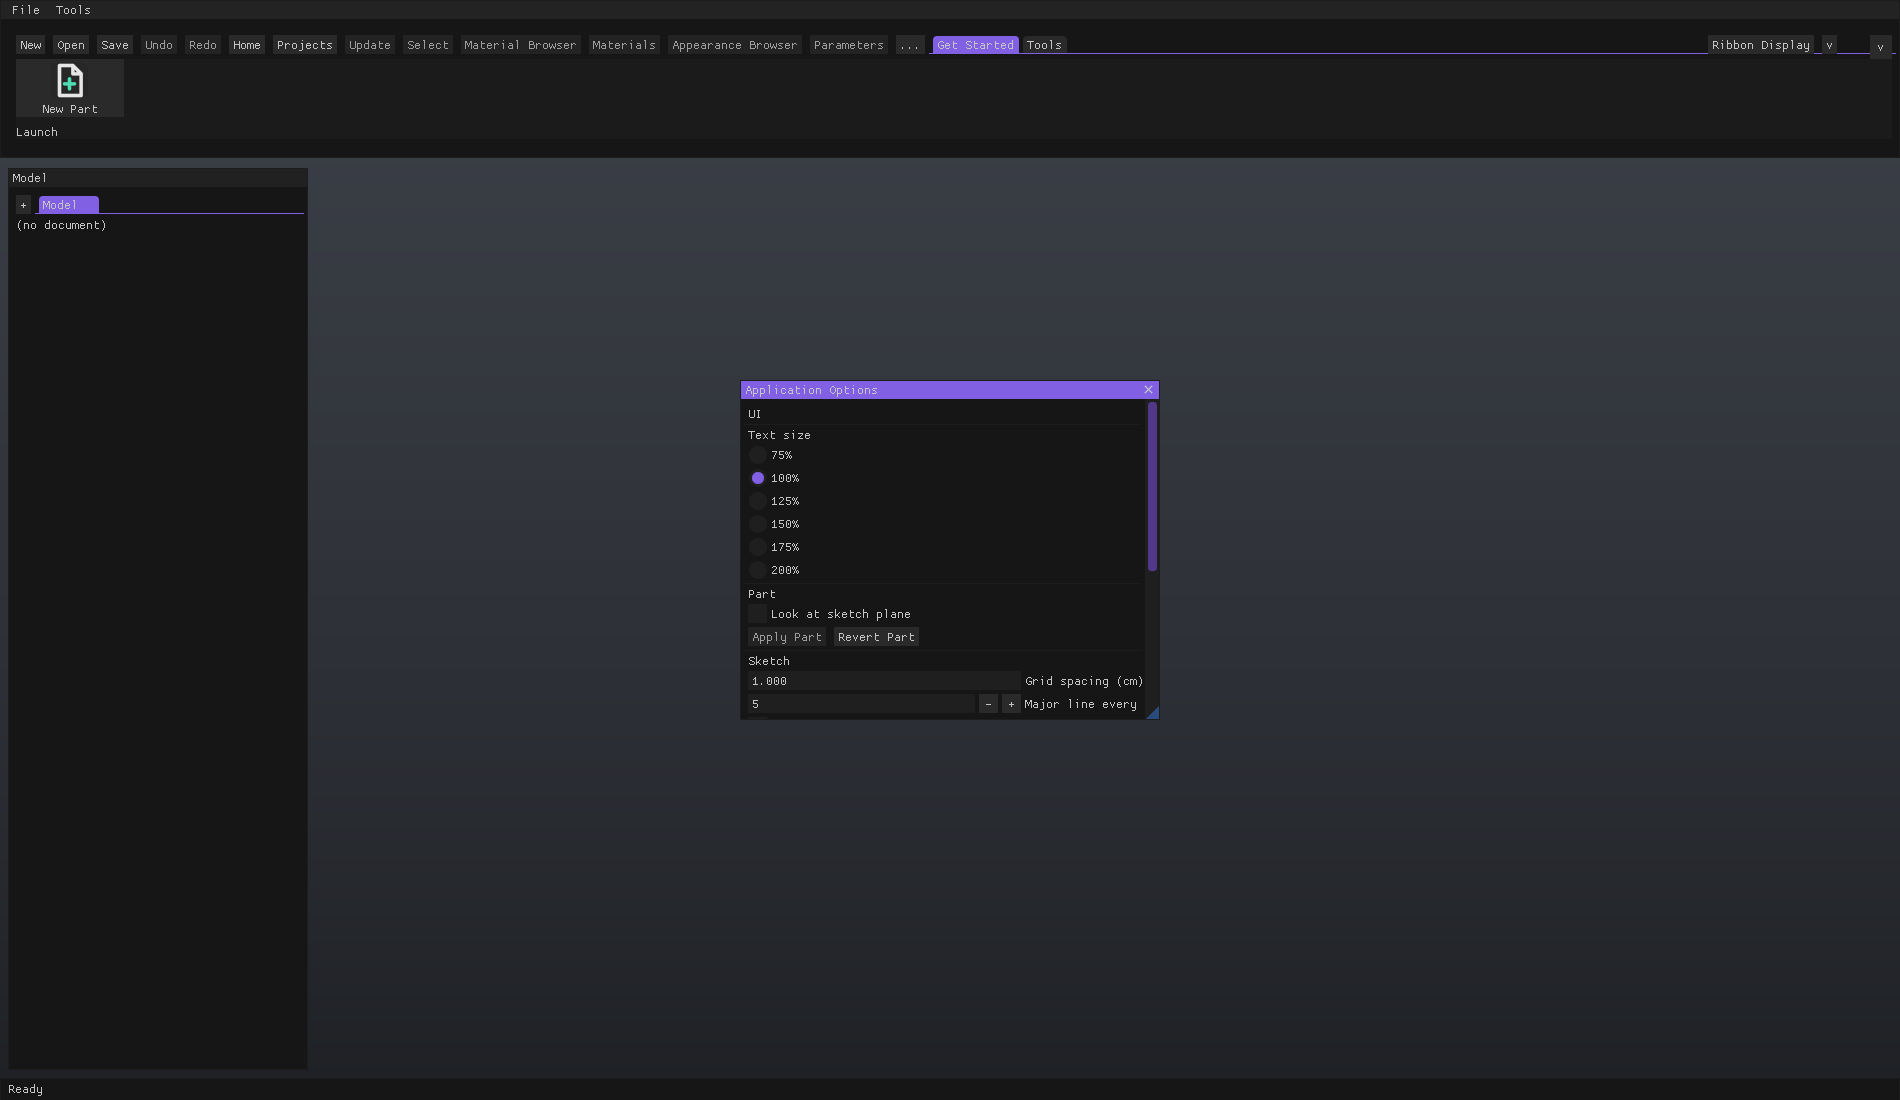 File Tools
New Open Save Undo Redo Home Projects Update Select Material Browser Materials Appearance Browser Parameters ... Get Started Tools Ribbon Display v v
New Part
Launch
Model
+ Model
(no document)
Application Options
UI
Text size
75%
100%
125%
150%
175%
200%
Part
Look at sketch plane
Apply Part Revert Part
Sketch
1.000 Grid spacing (cm)
5 - + Major line every
Ready